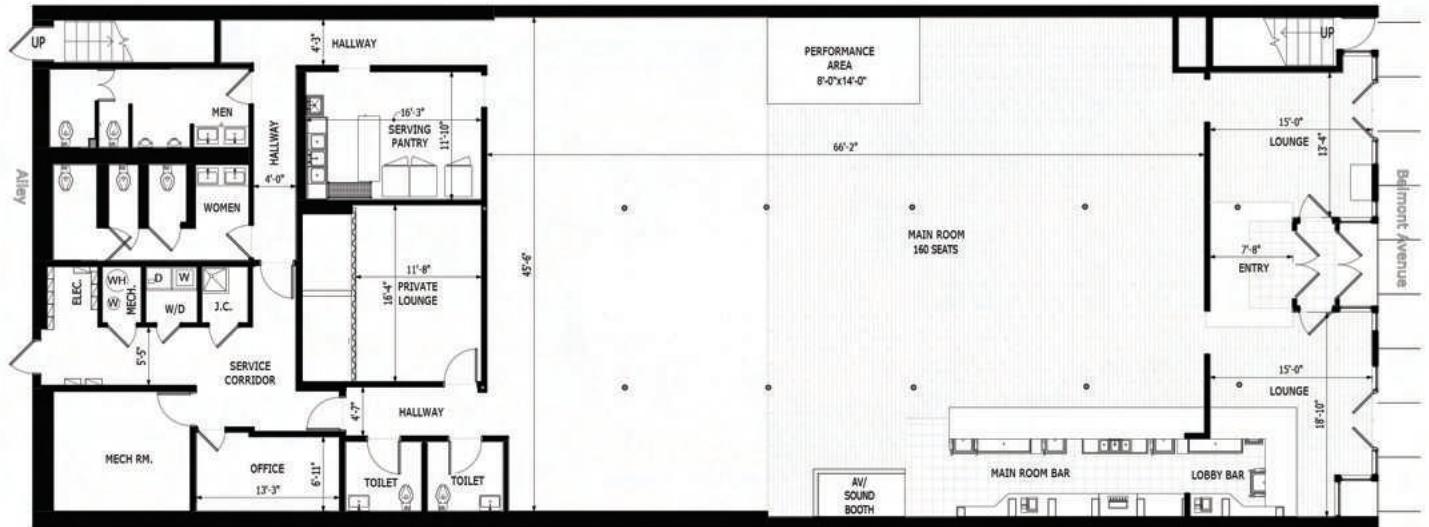 UP
4'-3"
HALLWAY
MEN
HALLWAY
4'-0"
WOMEN
16'-3"
SERVING
PANTRY
11'-10"
PERFORMANCE
AREA
8'-0"x14'-0"
UP
15'-0"
LOUNGE
13'-4"
66'-2"
45'-6"
MAIN ROOM
160 SEATS
7'-8"
ENTRY
Alley
Belmont Avenue
ELEC.
WH
W
MECH.
D
W
W/D
J.C.
11'-8"
16'-4"
PRIVATE
LOUNGE
5'-5"
SERVICE
CORRIDOR
4'-7"
HALLWAY
15'-0"
LOUNGE
18'-10"
MECH RM.
OFFICE
13'-3"
6'-11"
TOILET
TOILET
AV/
SOUND
BOOTH
MAIN ROOM BAR
LOBBY BAR